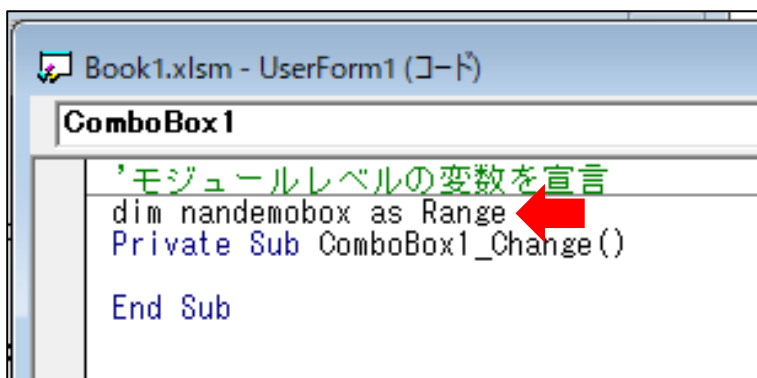 Book1.xlsm - UserForm1 (コード)
ComboBox1
'モジュールレベルの変数を宣言
dim nandemobox as Range
Private Sub ComboBox1_Change()
End Sub